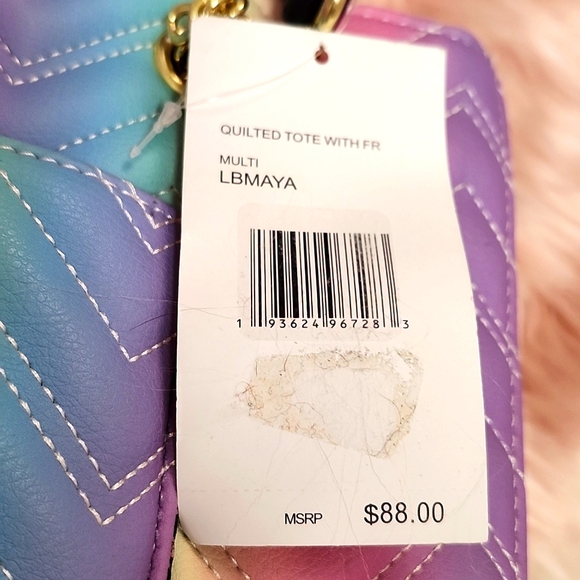 QUILTED TOTE WITH FR
MULTI
LBMAYA
1 93624 96728 3
MSRP $88.00